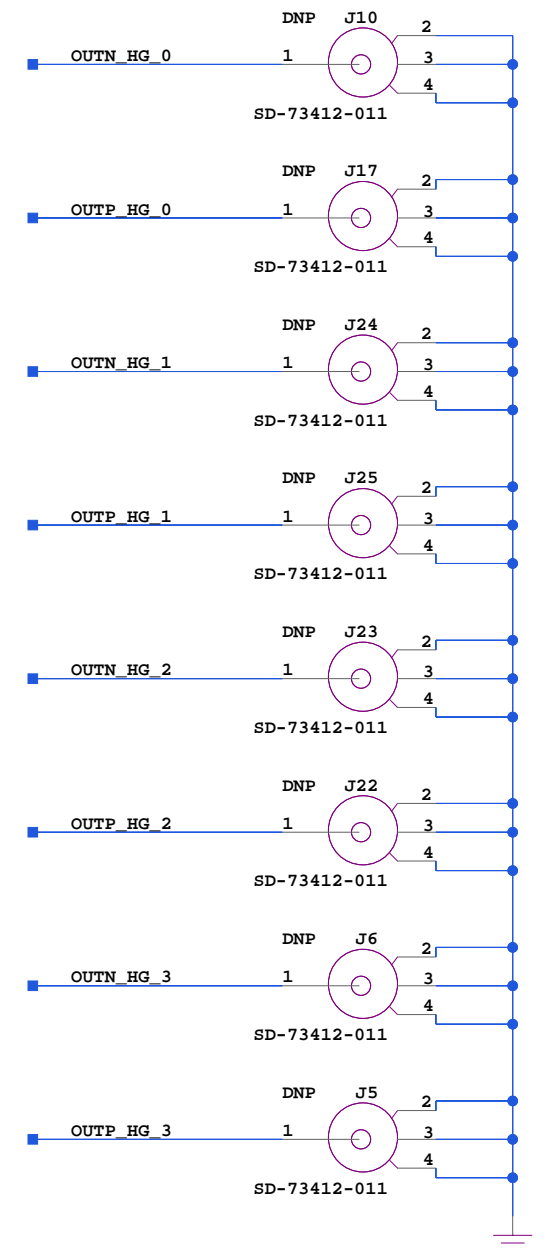 DNP J10 2
OUTN_HG_0 1 3
4
SD-73412-011
DNP J17 2
OUTP_HG_0 1 3
4
SD-73412-011
DNP J24 2
OUTN_HG_1 1 3
4
SD-73412-011
DNP J25 2
OUTP_HG_1 1 3
4
SD-73412-011
DNP J23 2
OUTN_HG_2 1 3
4
SD-73412-011
DNP J22 2
OUTP_HG_2 1 3
4
SD-73412-011
DNP J6 2
OUTN_HG_3 1 3
4
SD-73412-011
DNP J5 2
OUTP_HG_3 1 3
4
SD-73412-011